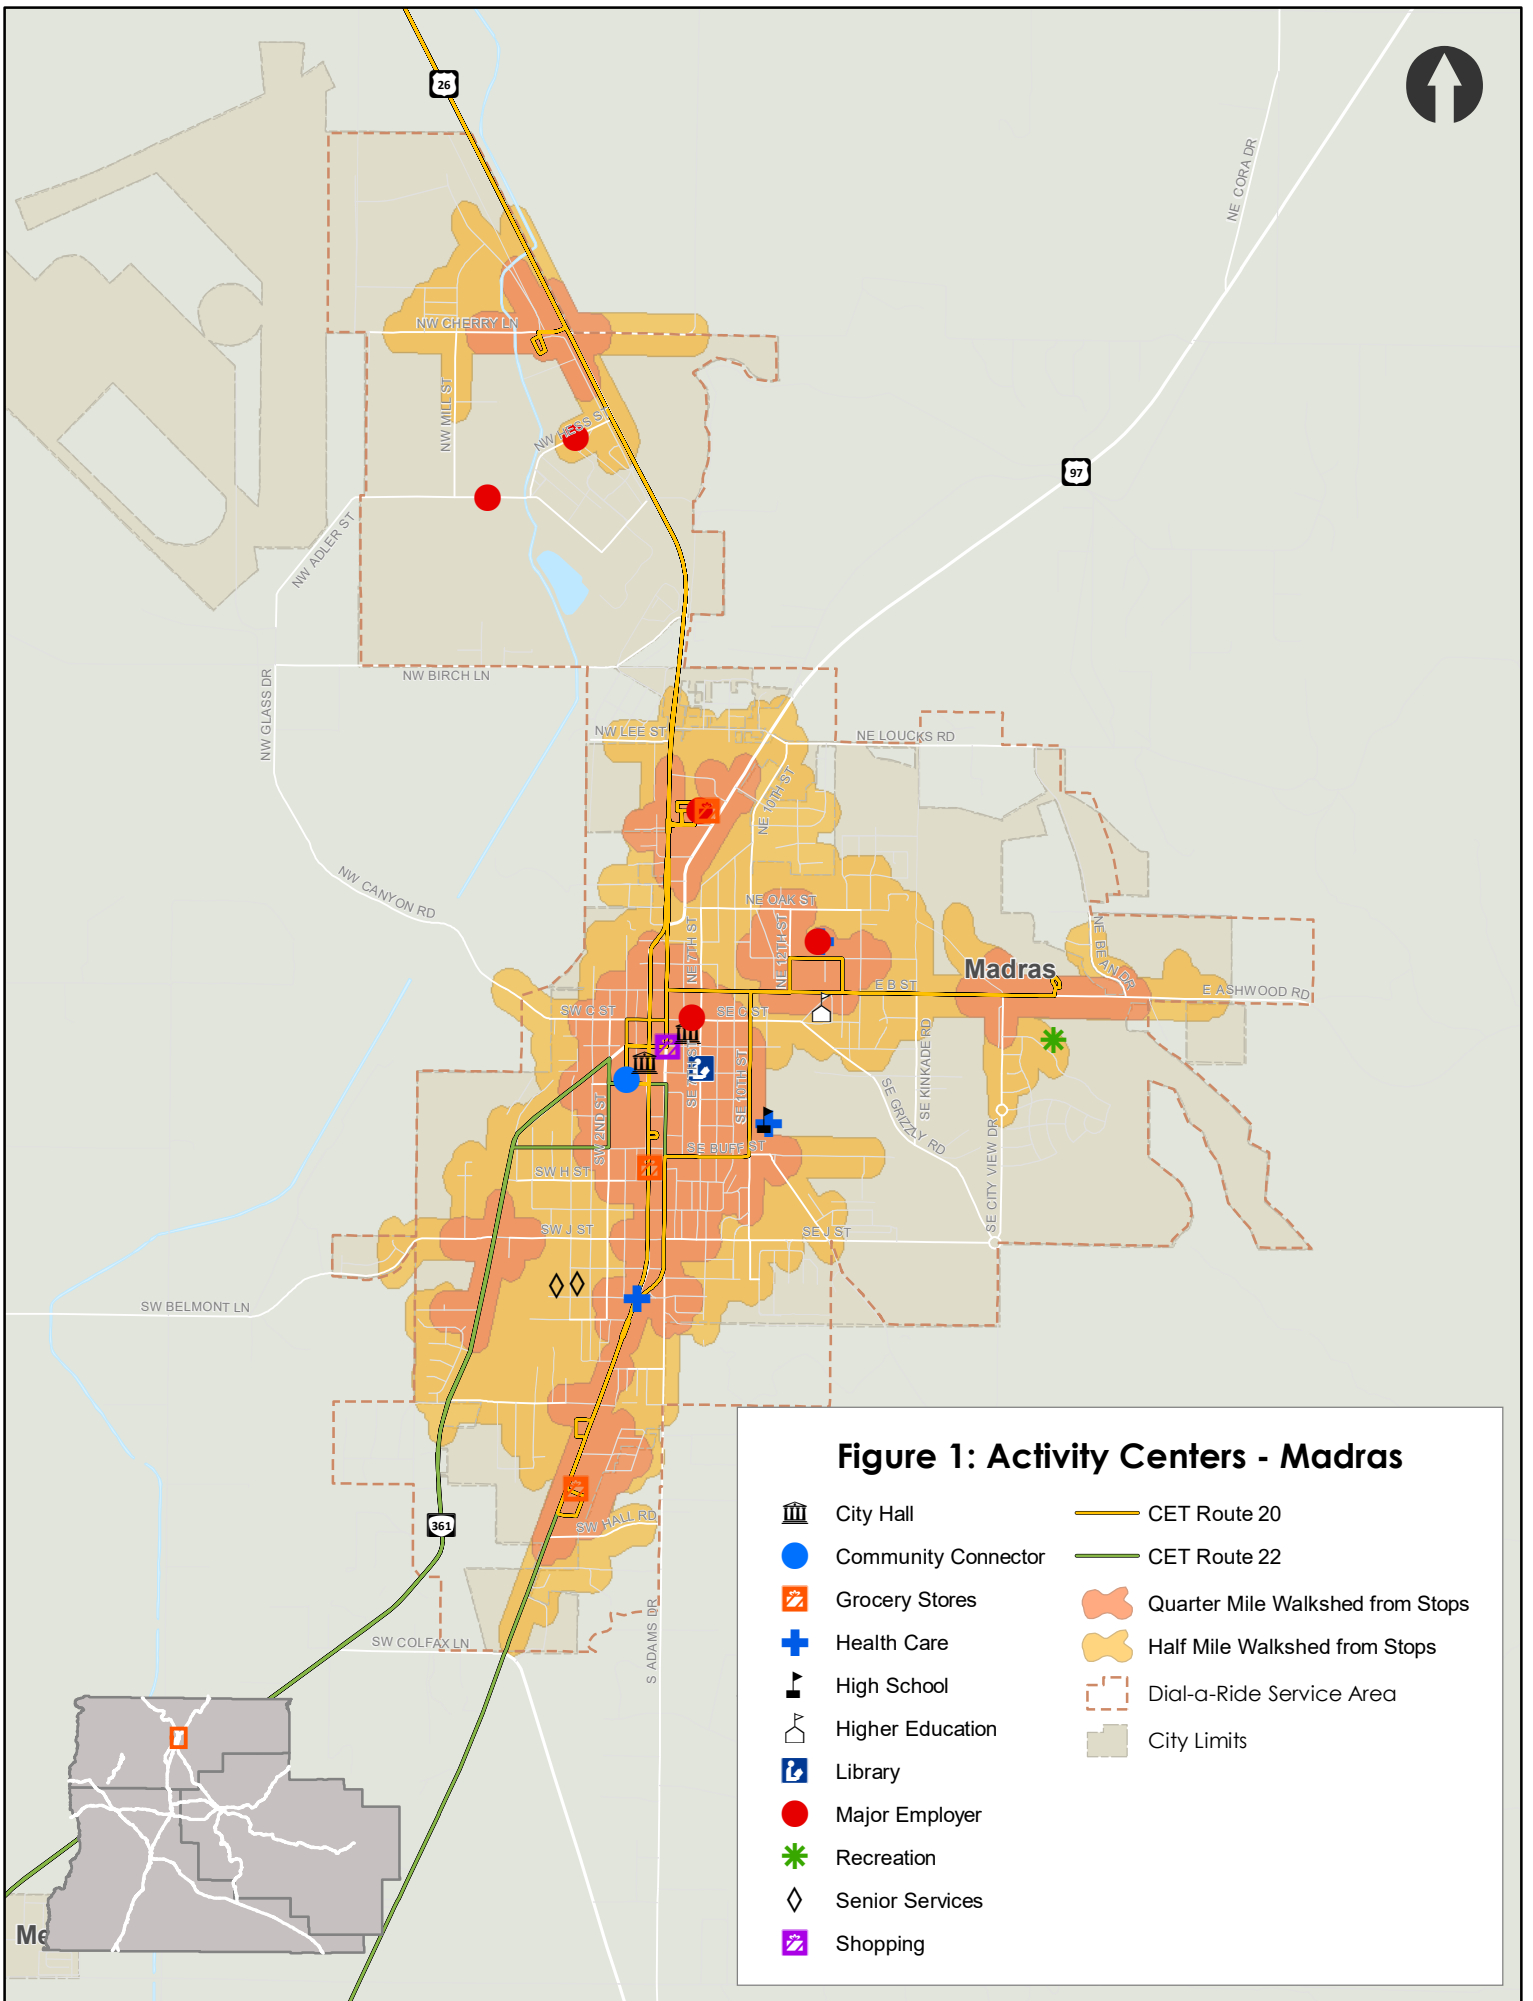 26
NE CORA DR
NW CHERRY LN
NW MILL ST
NW HESS ST
97
NW ADLER ST
NW BIRCH LN
NW GLASS DR
NW LEE ST
NE LOUCKS RD
NE 10TH ST
NW CANYON RD
NE OAK ST
NE 7TH ST
NE 12TH ST
Madras
NE BEAN DR
E B ST
E ASHWOOD RD
SW C ST
SE C ST
SE KINKADE RD
SE 7TH ST
SE 10TH ST
SW 2ND ST
SE GRIZZLY RD
SE BUFF ST
SW H ST
SE CITY VIEW DR
SW J ST
SE J ST
SW BELMONT LN
361
SW HALL RD
S ADAMS DR
SW COLFAX LN
Me
Figure 1: Activity Centers - Madras
City Hall
Community Connector
Grocery Stores
Health Care
High School
Higher Education
Library
Major Employer
Recreation
Senior Services
Shopping
CET Route 20
CET Route 22
Quarter Mile Walkshed from Stops
Half Mile Walkshed from Stops
Dial-a-Ride Service Area
City Limits